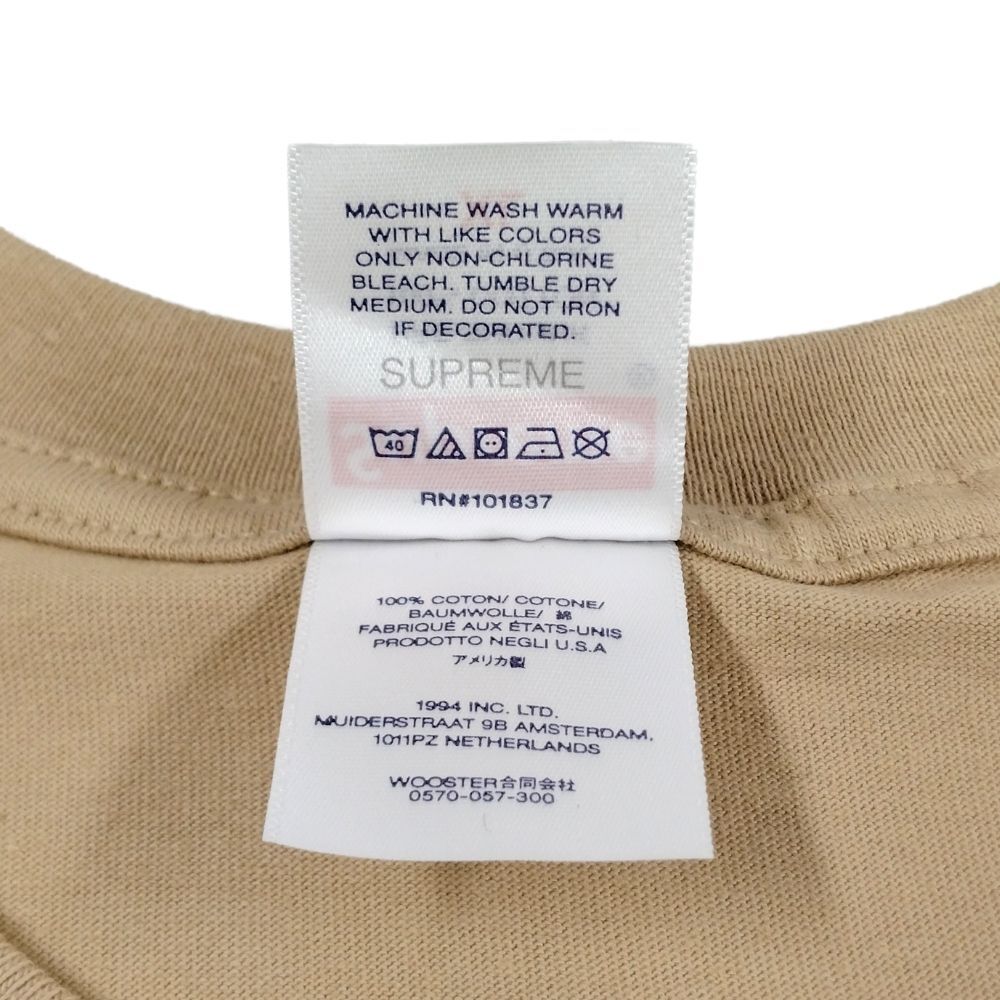 MACHINE WASH WARM
WITH LIKE COLORS
ONLY NON-CHLORINE
BLEACH. TUMBLE DRY
MEDIUM. DO NOT IRON
IF DECORATED.
SUPREME
40
RN#101837
100% COTON/ COTONE/
BAUMWOLLE/ 綿
FABRIQUÉ AUX ÉTATS-UNIS
PRODOTTO NEGLI U.S.A
アメリカ製
1994 INC. LTD.
MUIDERSTRAAT 9B AMSTERDAM,
1011PZ NETHERLANDS
WOOSTER合同会社
0570-057-300